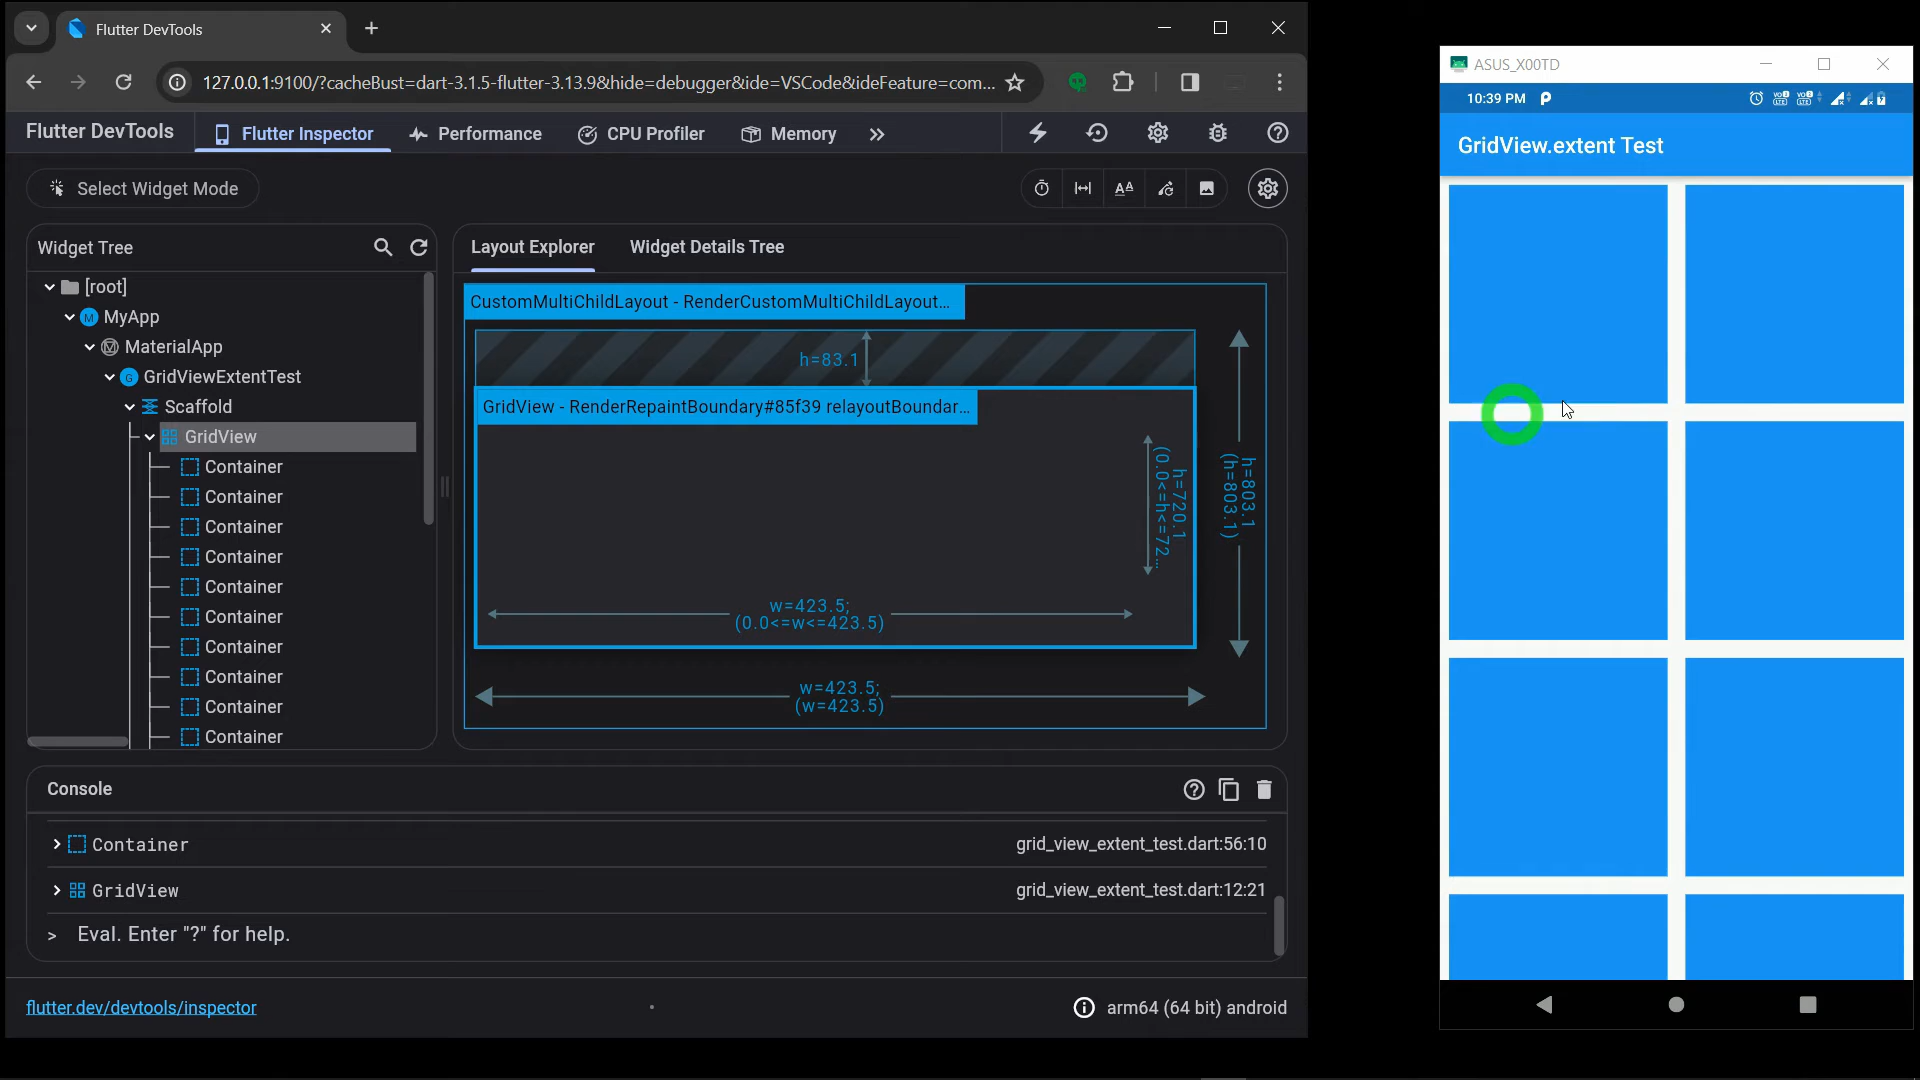 Flutter DevTools
127.0.0.1:9100/?cacheBust=dart-3.1.5-flutter-3.13.9&hide=debugger&ide=VSCode&ideFeature=com...
Flutter DevTools
Flutter Inspector
Performance
CPU Profiler
Memory
Select Widget Mode
Widget Tree
[root]
MyApp
MaterialApp
GridViewExtentTest
Scaffold
GridView
Container
Container
Container
Container
Container
Container
Container
Container
Container
Container
Layout Explorer
Widget Details Tree
CustomMultiChildLayout - RenderCustomMultiChildLayout...
h=83.1
GridView - RenderRepaintBoundary#85f39 relayoutBoundar...
h=720.1
(0.0<=h<=72...
h=803.1
(h=803.1)
w=423.5;
(0.0<=w<=423.5)
w=423.5;
(w=423.5)
Console
Container
grid_view_extent_test.dart:56:10
GridView
grid_view_extent_test.dart:12:21
> Eval. Enter "?" for help.
flutter.dev/devtools/inspector
arm64 (64 bit) android
ASUS_X00TD
10:39 PM
GridView.extent Test